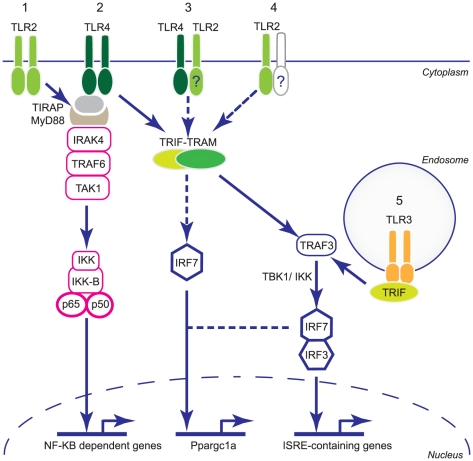 1
2
3
4
TLR2
TLR4
TLR4 TLR2
TLR2
? ?
Cytoplasm
TIRAP
MyD88
IRAK4
TRAF6
TAK1
TRIF-TRAM
Endosome
5
TLR3
TRIF
TRAF3
TBK1/ IKK
IKK
IKK-B
p65 p50
IRF7
IRF7
IRF3
NF-KB dependent genes
Ppargc1a
ISRE-containing genes
Nucleus